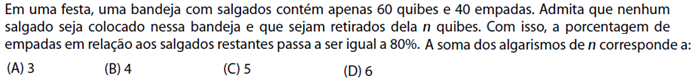 Em uma festa, uma bandeja com salgados contém apenas 60 quibes e 40 empadas. Admita que nenhum
salgado seja colocado nessa bandeja e que sejam retirados dela n quibes. Com isso, a porcentagem de
empadas em relação aos salgados restantes passa a ser igual a 80%. A soma dos algarismos de n corresponde a:
(A) 3 (B) 4 (C) 5 (D) 6